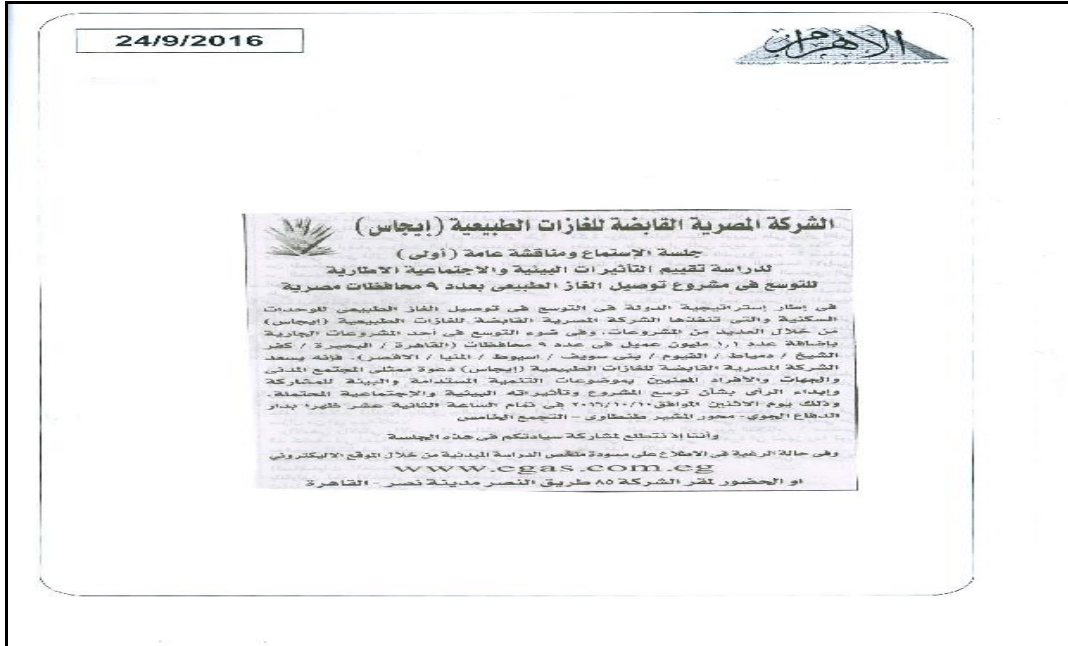 24/9/2016
الأهرام
الشركة المصرية القابضة للغازات الطبيعية (إيجاس)
جلسة الإستماع ومناقشة عامة (أولى)
لدراسة تقييم التأثيرات البيئية والاجتماعية الاطارية
للتوسع فى مشروع توصيل الغاز الطبيعى بعدد ٩ محافظات مصرية
فى إطار إستراتيجية الدولة فى التوسع فى توصيل الغاز الطبيعى للوحدات
السكنية والتى تنفذها الشركة المصرية القابضة للغازات الطبيعية (إيجاس)
من خلال العديد من المشروعات، وفى ضوء التوسع فى أحد المشروعات الجارية
بإضافة عدد ١,١ مليون عميل فى عدد ٩ محافظات (القاهرة / البحيرة / كفر
الشيخ / دمياط / الفيوم / بنى سويف / اسيوط / المنيا / الاقصر). فإنه يسعد
الشركة المصرية القابضة للغازات الطبيعية (إيجاس) دعوة ممثلى المجتمع المدنى
والجهات والأفراد المعنيين بموضوعات التنمية المستدامة والبيئة للمشاركة
وإبداء الرأى بشأن توسع المشروع وتأثيراته البيئية والاجتماعية المحتملة.
وذلك يوم الاثنين الموافق ٢٠١٦/١٠/١٠ فى تمام الساعة الثانية عشر ظهرا بدار
الدفاع الجوى - محور المشير طنطاوى - التجمع الخامس
وأننا إذ نتطلع لمشاركة سيادتكم فى هذه الجلسة
وفى حالة الرغبة فى الاطلاع على مسودة ملخص الدراسة المبدئية من خلال الموقع الاليكترونى
www.egas.com.eg
او الحضور لمقر الشركة ٨٥ طريق النصر مدينة نصر - القاهرة